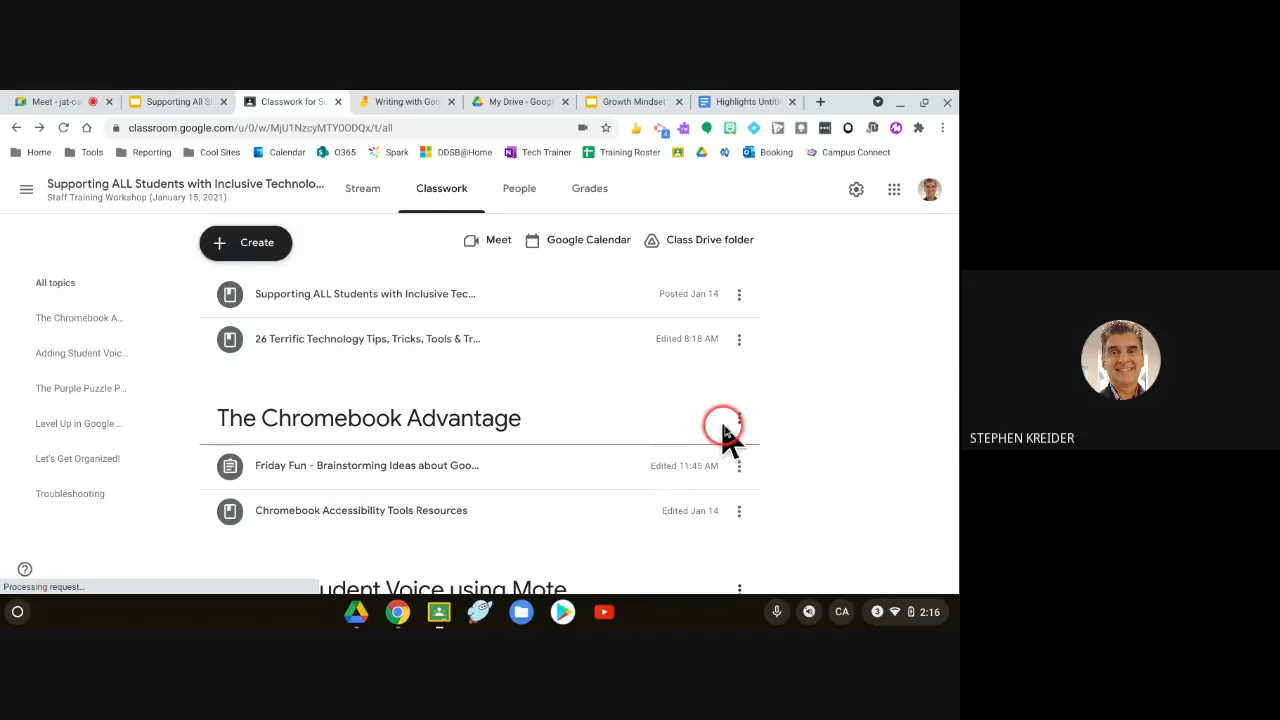 Meet - jat-ca
Supporting All St
Classwork for Su
Writing with Goo
My Drive - Googl
Growth Mindset
Highlights Untitl
classroom.google.com/u/0/w/MjU1NzcyMTY0ODQx/t/all
Home
Tools
Reporting
Cool Sites
Calendar
O365
Spark
DDSB@Home
Tech Trainer
Training Roster
Booking
Campus Connect
Supporting ALL Students with Inclusive Technolo...
Staff Training Workshop (January 15, 2021)
Stream
Classwork
People
Grades
Create
Meet
Google Calendar
Class Drive folder
All topics
The Chromebook A...
Adding Student Voic...
The Purple Puzzle P...
Level Up in Google ...
Let's Get Organized!
Troubleshooting
Supporting ALL Students with Inclusive Tec...
Posted Jan 14
26 Terrific Technology Tips, Tricks, Tools & Tr...
Edited 8:18 AM
The Chromebook Advantage
Friday Fun - Brainstorming Ideas about Goo...
Edited 11:45 AM
Chromebook Accessibility Tools Resources
Edited Jan 14
udent Voice using Mote
Processing request...
CA
3
2:16
STEPHEN KREIDER